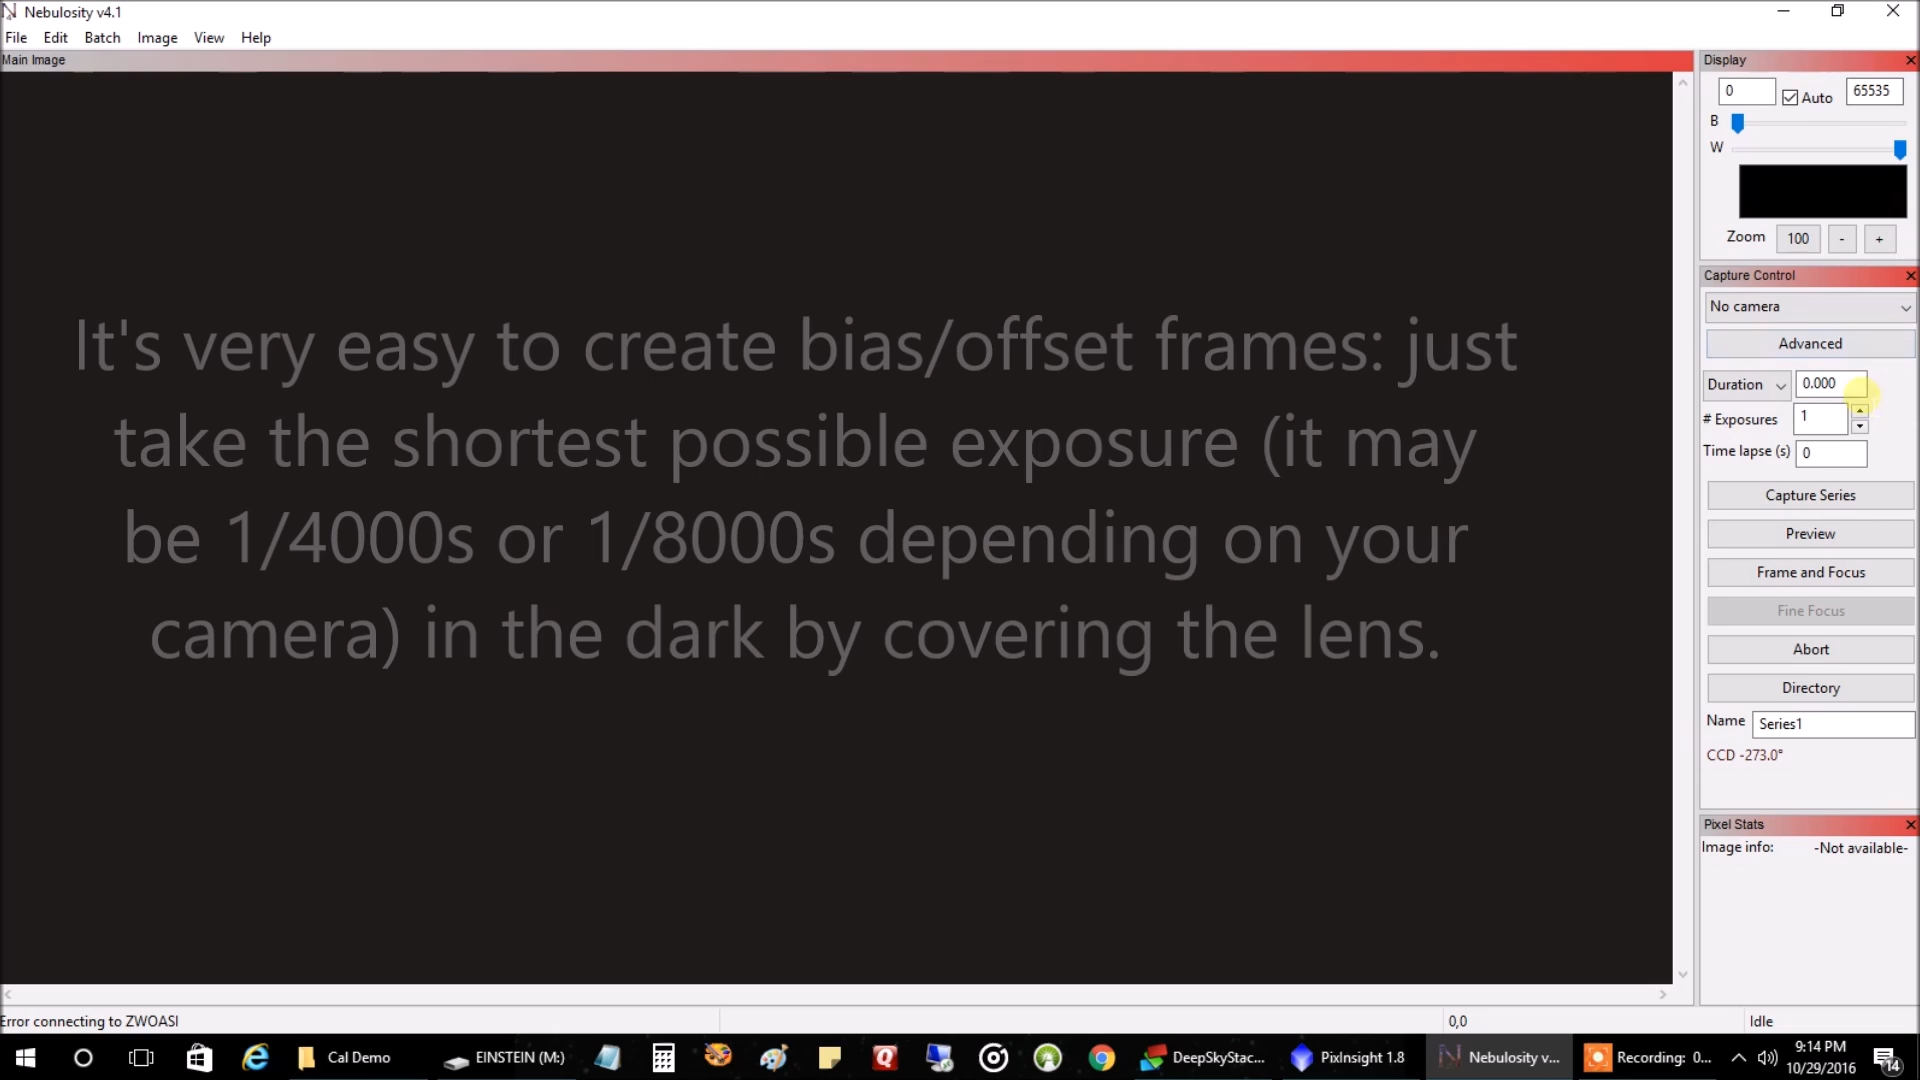 Nebulosity v4.1
File Edit Batch Image View Help
Main Image
Display
0 Auto 65535
B
W
Zoom 100 - +
Capture Control
No camera
Advanced
Duration 0.000
# Exposures 1
Time lapse (s) 0
Capture Series
Preview
Frame and Focus
Fine Focus
Abort
Directory
Name Series1
CCD -273.0°
Pixel Stats
Image info: -Not available-
It's very easy to create bias/offset frames: just
take the shortest possible exposure (it may
be 1/4000s or 1/8000s depending on your
camera) in the dark by covering the lens.
Error connecting to ZWOASI 0,0 Idle
Cal Demo EINSTEIN (M:) DeepSkyStac... PixInsight 1.8 Nebulosity v... Recording: 0... 9:14 PM
10/29/2016 14